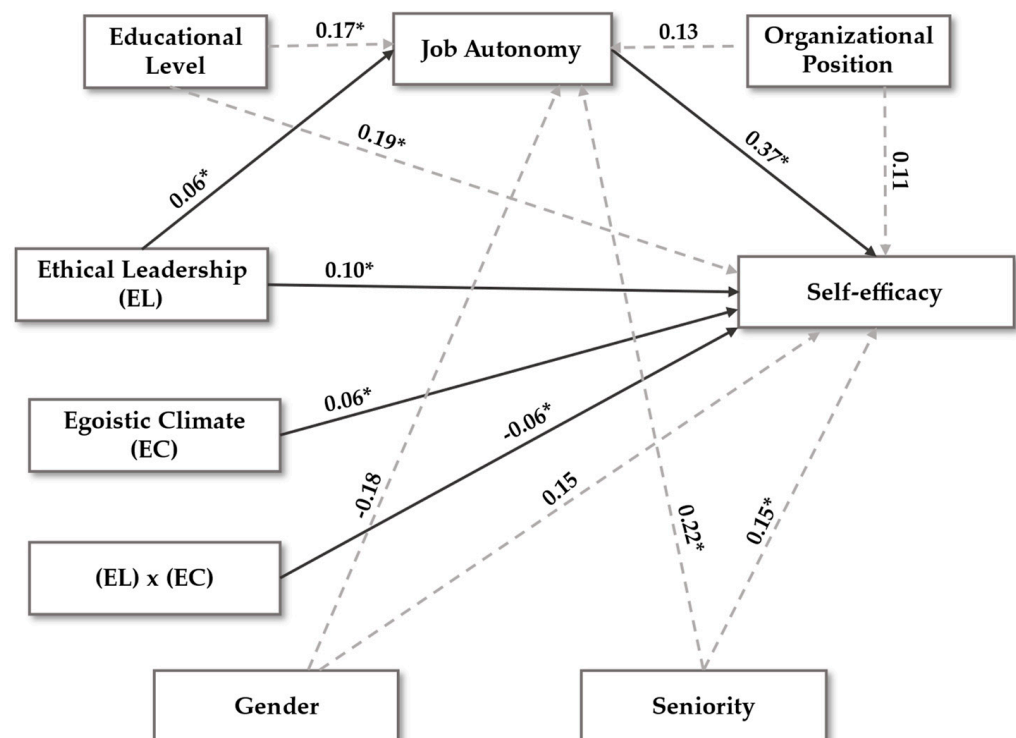 Educational
Level
0.17*
Job Autonomy
0.13
Organizational
Position
0.19*
0.37*
0.11
0.06*
Ethical Leadership
(EL)
0.10*
Self-efficacy
Egoistic Climate
(EC)
0.06*
-0.06*
-0.18
0.15
0.22*
0.15*
(EL) x (EC)
Gender
Seniority